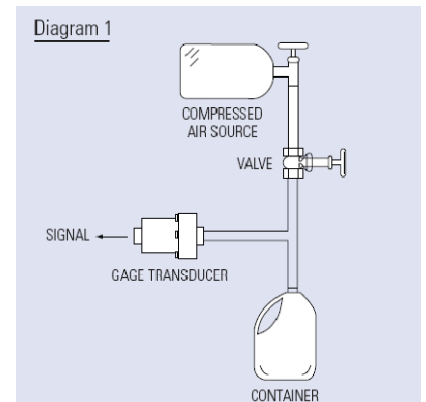 Diagram 1
COMPRESSED
AIR SOURCE
VALVE
SIGNAL
GAGE TRANSDUCER
CONTAINER